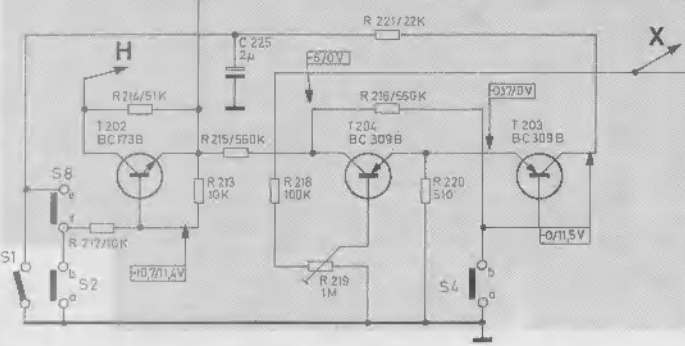 R 221/22K
C 225
2µ
H
X
-6/0V
R 214/51K
R 216/560K
-0,17/0V
T 202
BC 173B
R 215/560K
T 204
BC 309B
T 203
BC 309B
S8
e
f
R 213
10K
R 218
100K
R 220
510
R 212/10K
-10,7/11,4V
-0/11,5V
S1
b
S2
a
R 219
1M
S4
b
a